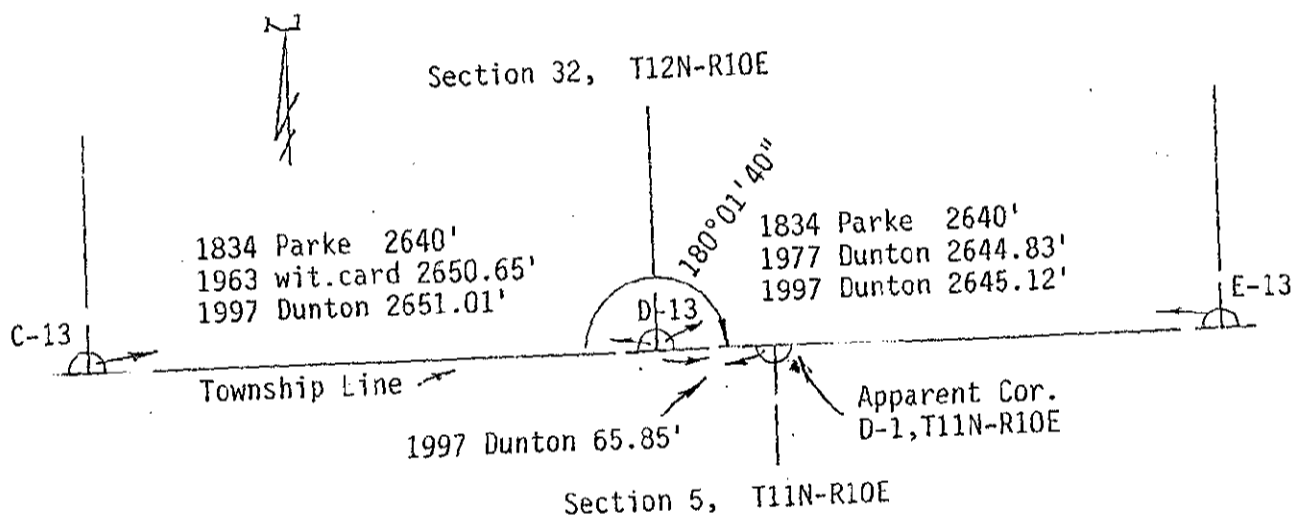 N
Section 32, T12N-R10E
180°01'40"
1834 Parke 2640'
1963 wit.card 2650.65'
1997 Dunton 2651.01'
1834 Parke 2640'
1977 Dunton 2644.83'
1997 Dunton 2645.12'
C-13
D-13
E-13
Township Line
1997 Dunton 65.85'
Apparent Cor.
D-1,T11N-R10E
Section 5, T11N-R10E